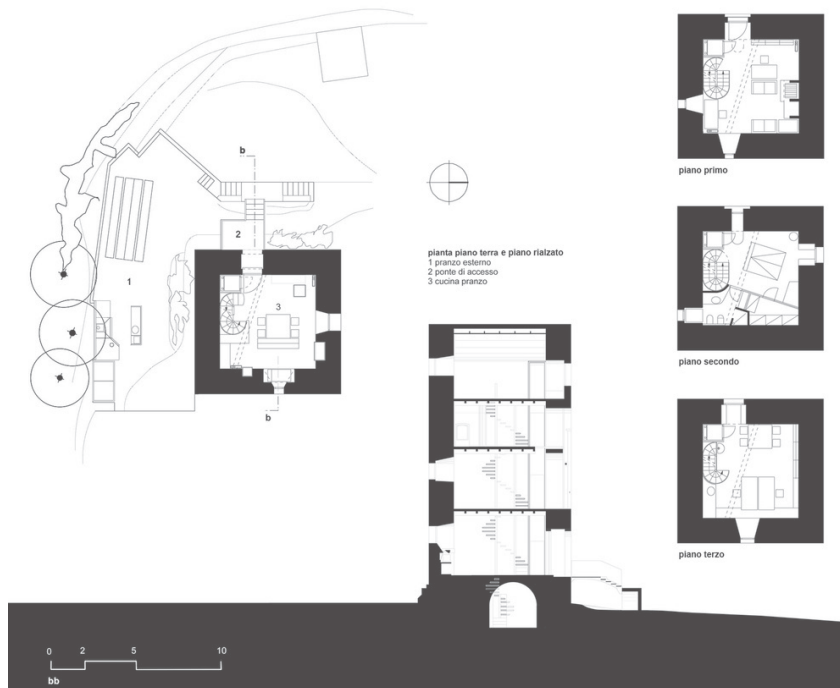 b
2
1
3
b
pianta piano terra e piano rialzato
1 pranzo esterno
2 ponte di accesso
3 cucina pranzo
piano primo
piano secondo
piano terzo
0 2 5 10
bb